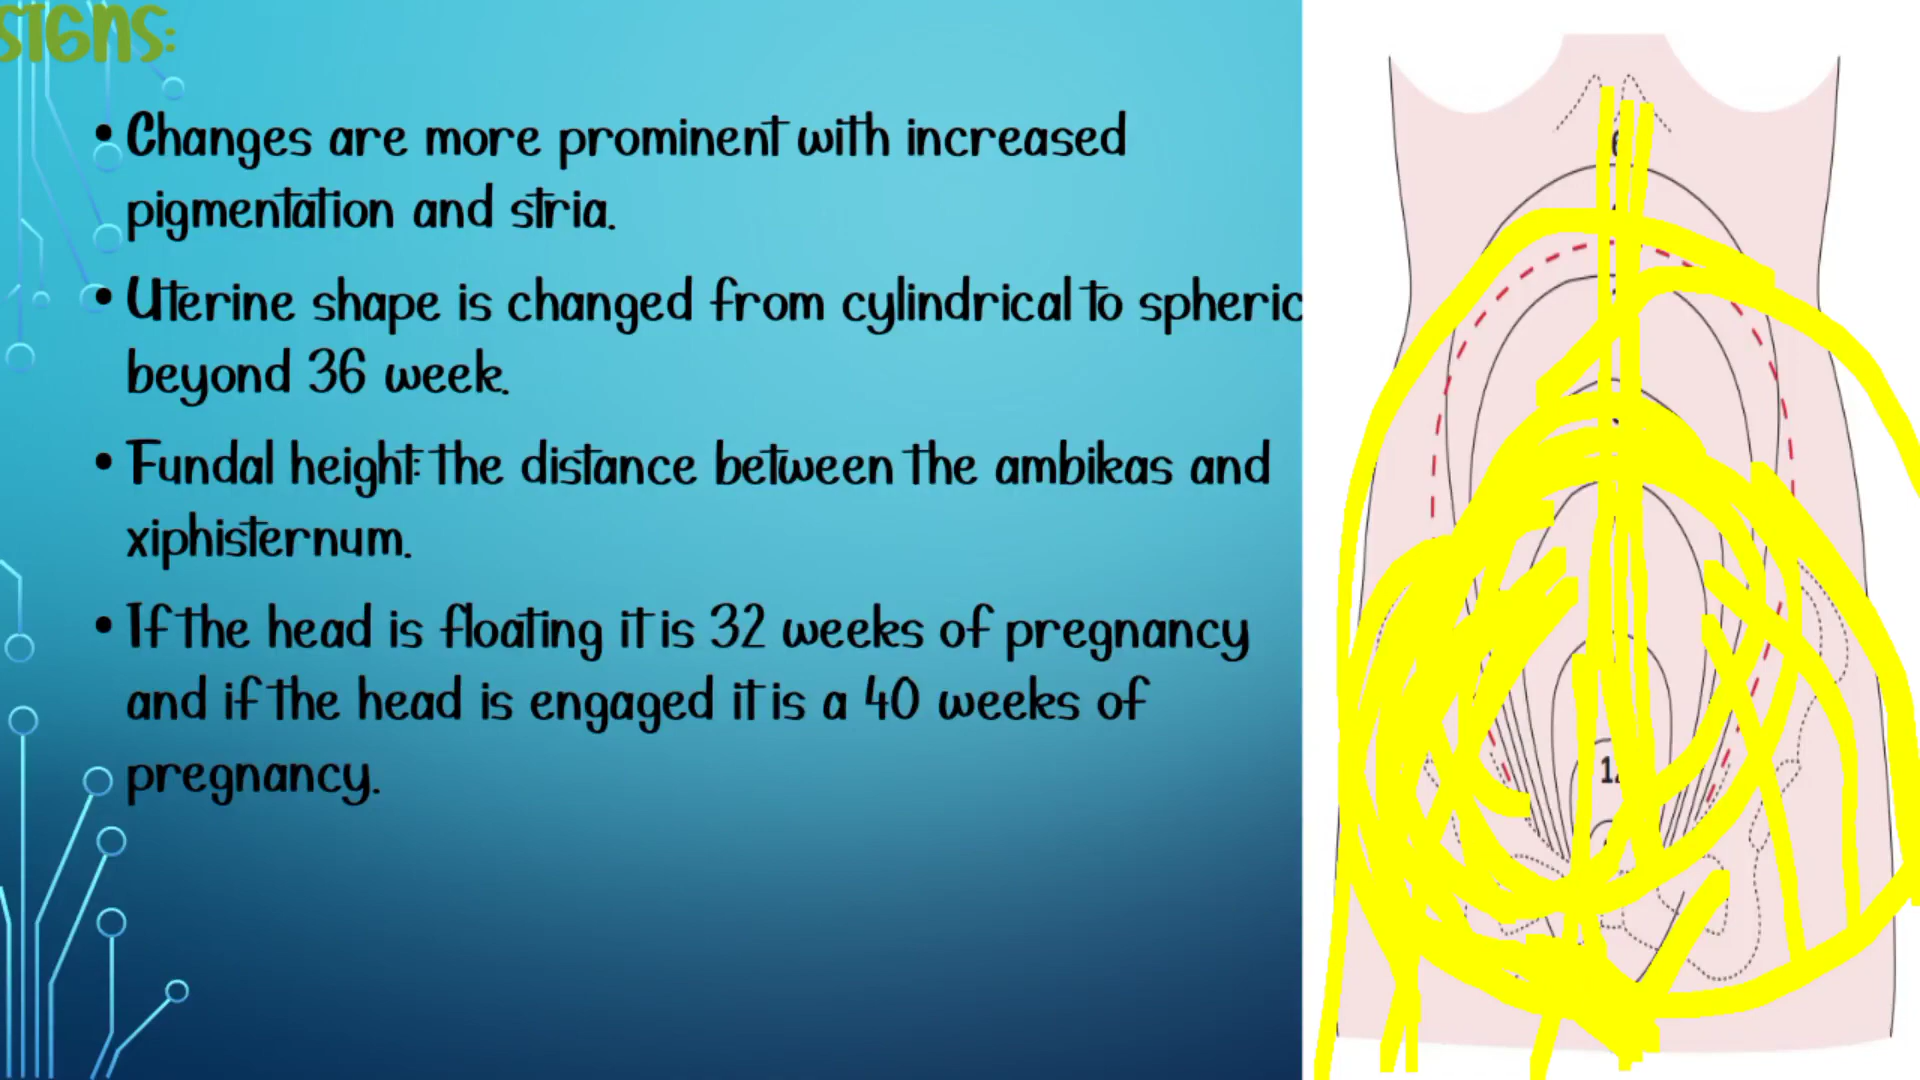 SIGNS:
• Changes are more prominent with increased
pigmentation and stria.
• Uterine shape is changed from cylindrical to spheric
beyond 36 week.
• Fundal height: the distance between the ambikas and
xiphisternum.
• If the head is floating it is 32 weeks of pregnancy
and if the head is engaged it is a 40 weeks of
pregnancy.